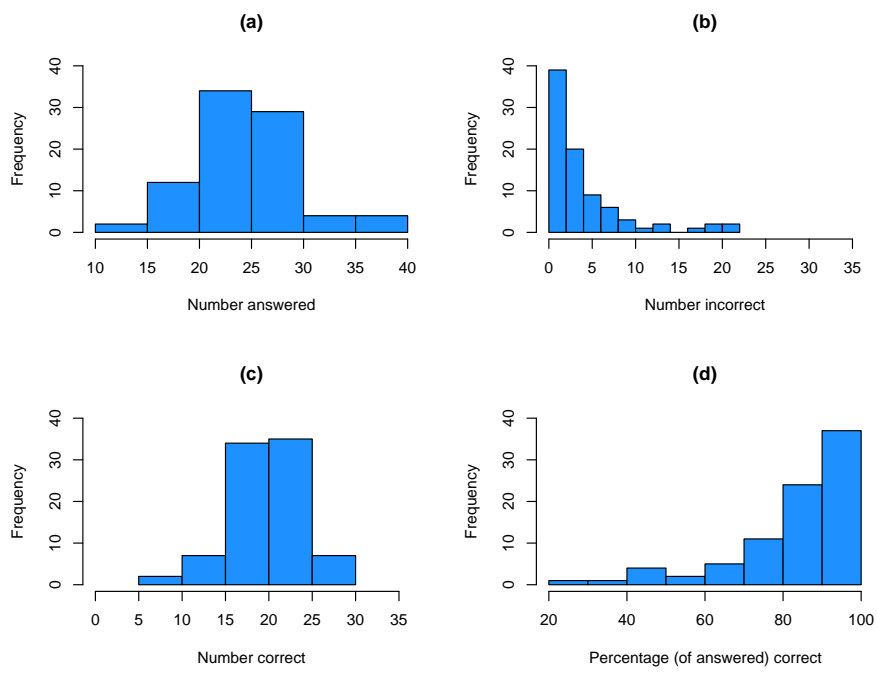 (a)
40
30
20
10
0
Frequency
10 15 20 25 30 35 40
Number answered
(b)
40
30
20
10
0
Frequency
0 5 10 15 20 25 30 35
Number incorrect
(c)
40
30
20
10
0
Frequency
0 5 10 15 20 25 30 35
Number correct
(d)
40
30
20
10
0
Frequency
20 40 60 80 100
Percentage (of answered) correct